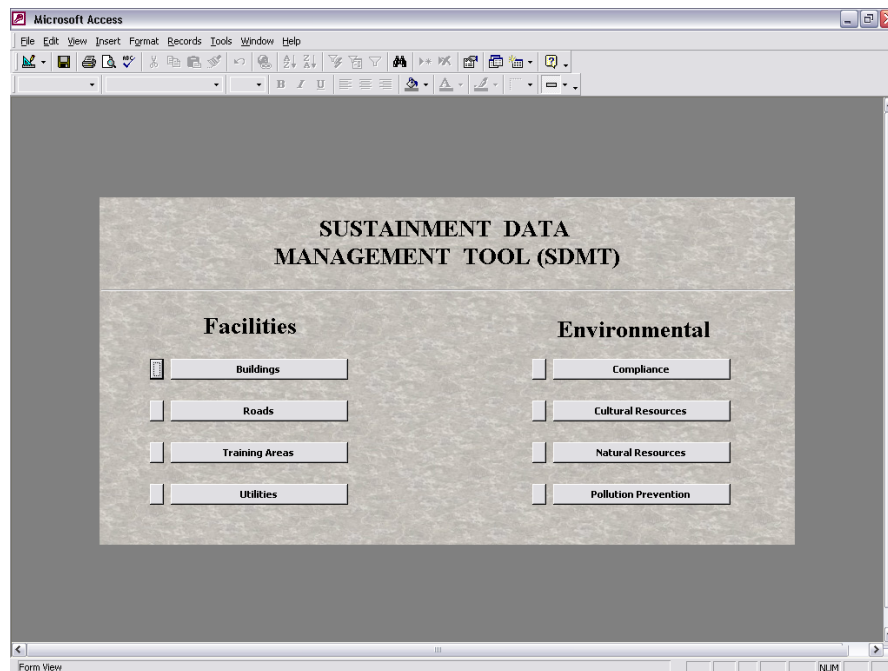 Microsoft Access
File Edit View Insert Format Records Tools Window Help
B I U
SUSTAINMENT DATA
MANAGEMENT TOOL (SDMT)
Facilities
Environmental
Buildings
Compliance
Roads
Cultural Resources
Training Areas
Natural Resources
Utilities
Pollution Prevention
Form View
NUM